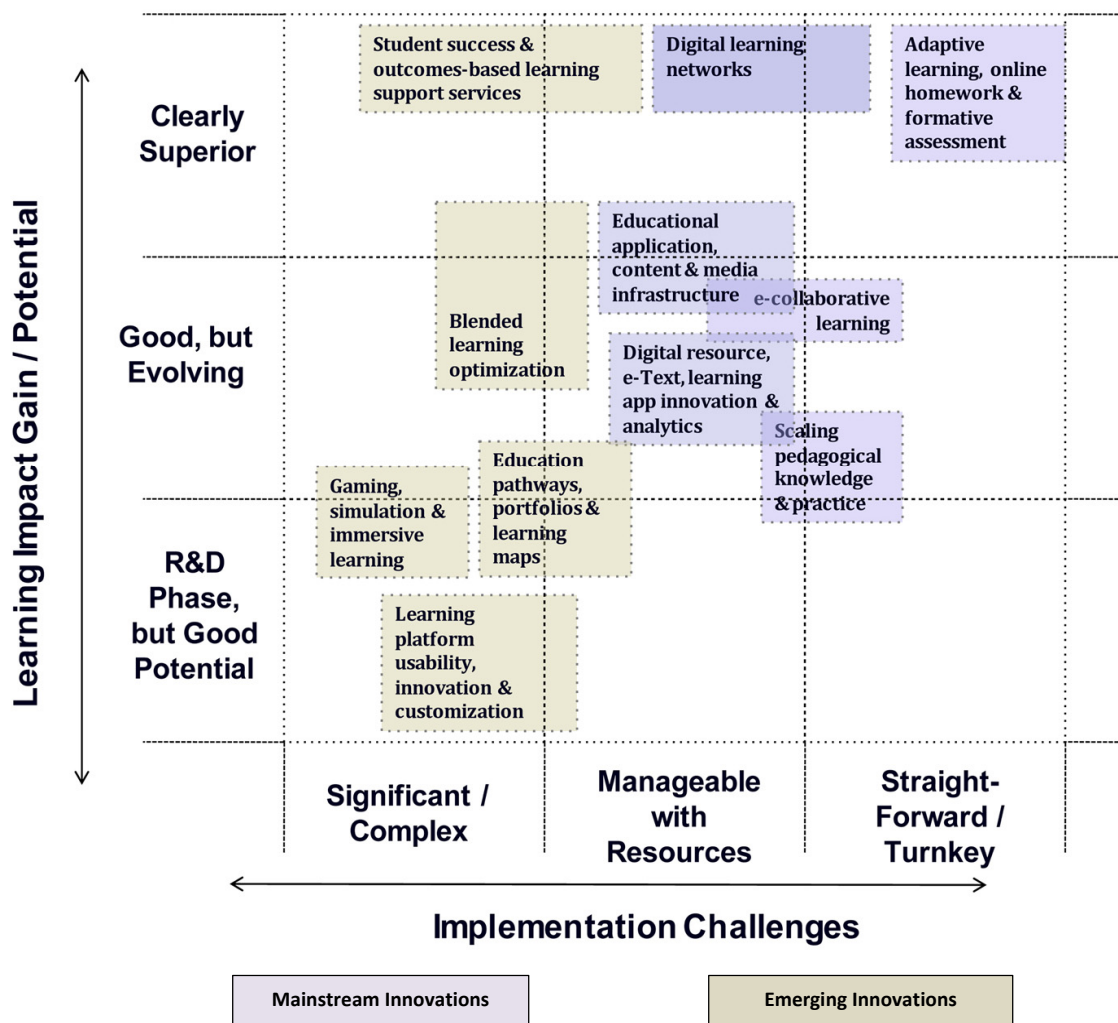 Student success &
outcomes-based learning
support services
Digital learning
networks
Adaptive
learning, online
homework &
formative
assessment
Clearly
Superior
Educational
application,
content & media
infrastructure
e-collaborative
learning
Good, but
Evolving
Blended
learning
optimization
Digital resource,
e-Text, learning
app innovation &
analytics
Scaling
pedagogical
knowledge
& practice
Education
pathways,
portfolios &
learning
maps
Gaming,
simulation &
immersive
learning
R&D
Phase,
but Good
Potential
Learning
platform
usability,
innovation &
customization
Learning Impact Gain / Potential
Significant /
Complex
Manageable
with
Resources
Straight-
Forward /
Turnkey
Implementation Challenges
Mainstream Innovations
Emerging Innovations